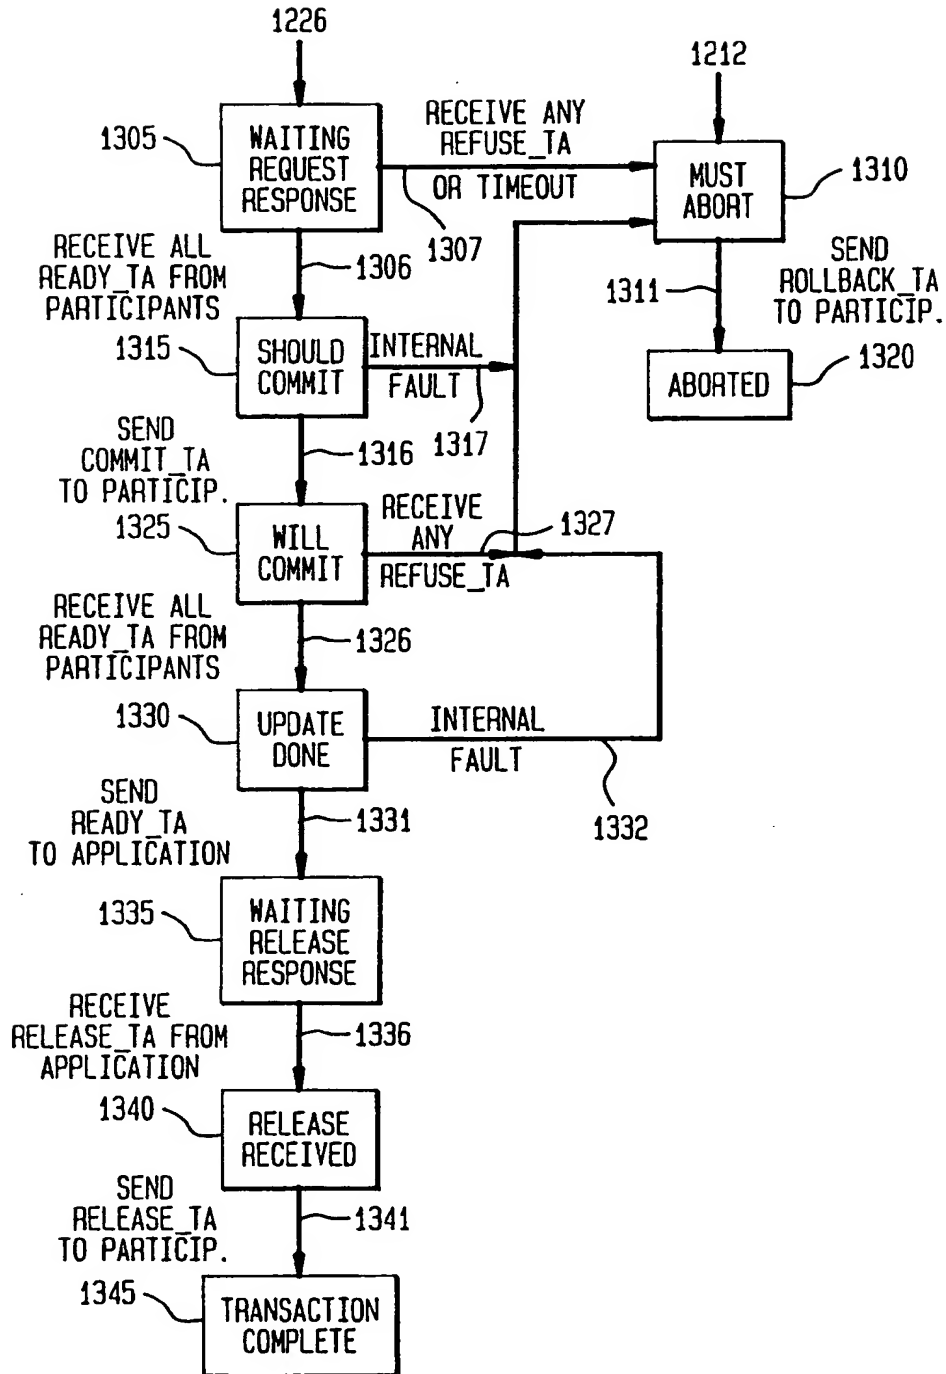 1226
1212
1305
WAITING
REQUEST
RESPONSE
RECEIVE ANY
REFUSE_TA
OR TIMEOUT
1307
MUST
ABORT
1310
RECEIVE ALL
READY_TA FROM
PARTICIPANTS
1306
1311
SEND
ROLLBACK_TA
TO PARTICIP.
1315
SHOULD
COMMIT
INTERNAL
FAULT
1317
ABORTED
1320
SEND
COMMIT_TA
TO PARTICIP.
1316
1325
WILL
COMMIT
RECEIVE
ANY
REFUSE_TA
1327
RECEIVE ALL
READY_TA FROM
PARTICIPANTS
1326
1330
UPDATE
DONE
INTERNAL
FAULT
1332
SEND
READY_TA
TO APPLICATION
1331
1335
WAITING
RELEASE
RESPONSE
RECEIVE
RELEASE_TA FROM
APPLICATION
1336
1340
RELEASE
RECEIVED
SEND
RELEASE_TA
TO PARTICIP.
1341
1345
TRANSACTION
COMPLETE